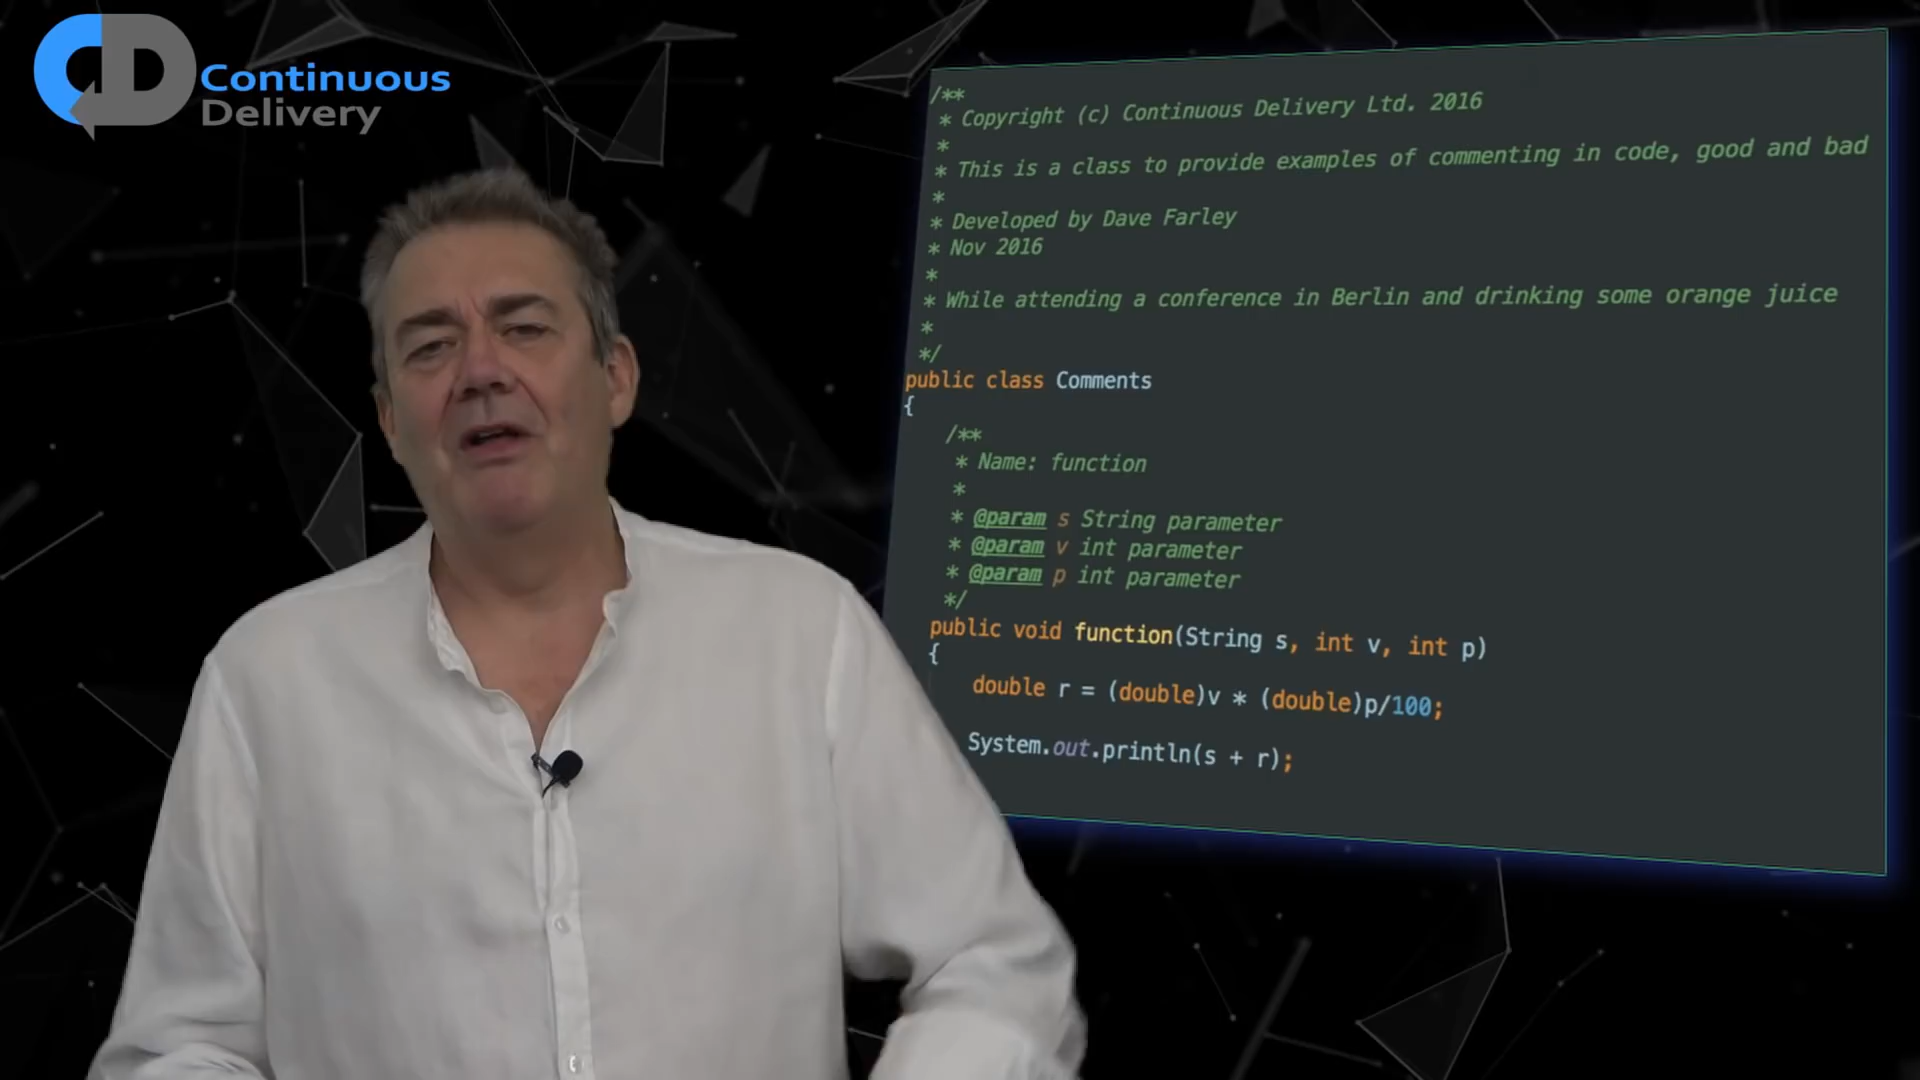 Continuous
Delivery
/**
* Copyright (c) Continuous Delivery Ltd. 2016
*
* This is a class to provide examples of commenting in code, good and bad
*
* Developed by Dave Farley
* Nov 2016
*
* While attending a conference in Berlin and drinking some orange juice
*
*/
public class Comments
{
/**
* Name: function
*
* @param s String parameter
* @param v int parameter
* @param p int parameter
*/
public void function(String s, int v, int p)
{
double r = (double)v * (double)p/100;
System.out.println(s + r);